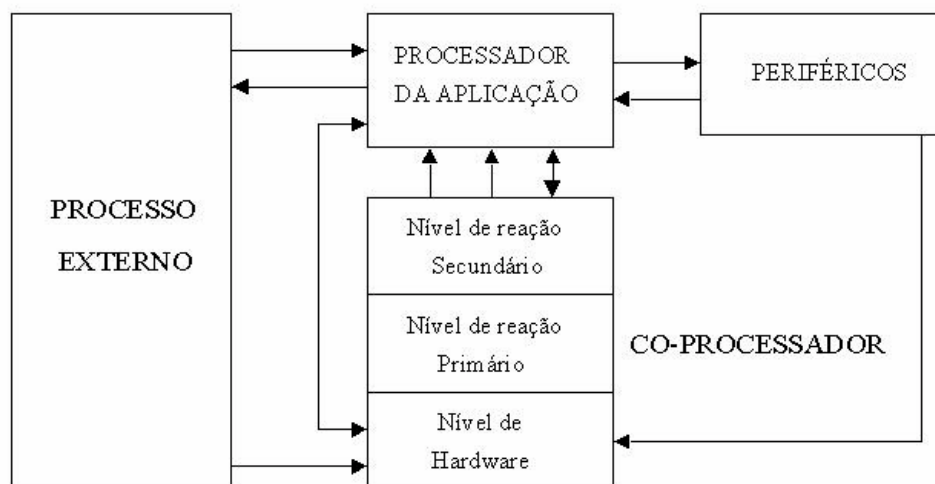 PROCESSADOR
DA APLICAÇÃO
PERIFÉRICOS
PROCESSO
EXTERNO
Nível de reação
Secundário
Nível de reação
Primário
CO-PROCESSADOR
Nível de
Hardware